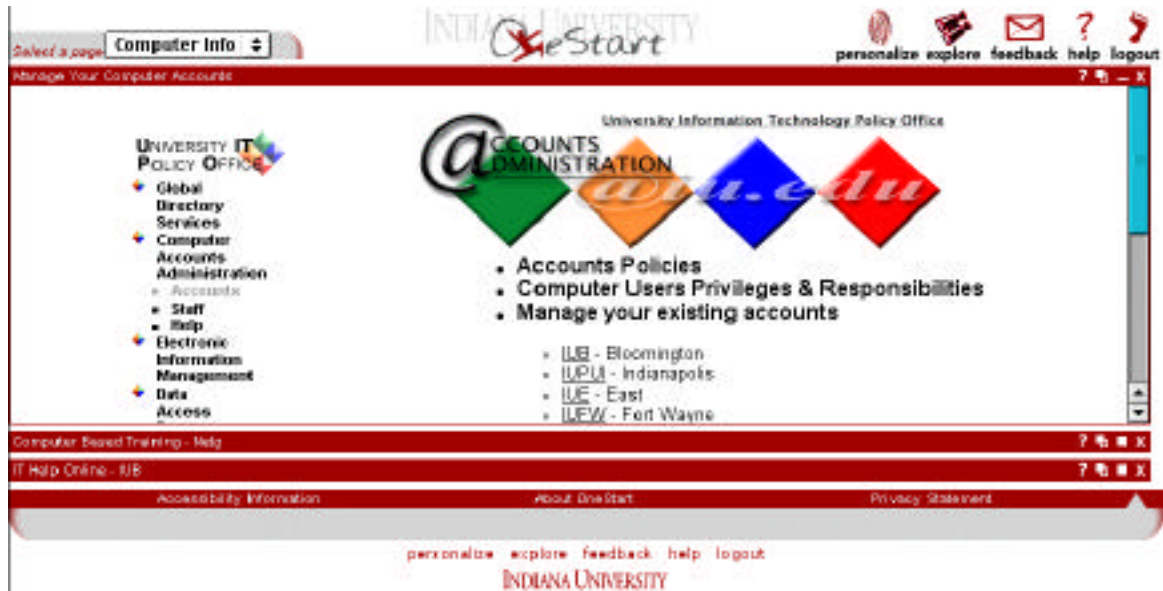 INDIANA UNIVERSITY
OneStart
Select a page
Computer Info
personalize explore feedback help logout
Manage Your Computer Accounts
UNIVERSITY IT
POLICY OFFICE
Global
Directory
Services
Computer
Accounts
Administration
Accounts
Staff
Help
Electronic
Information
Management
Data
Access
University Information Technology Policy Office
@CCOUNTS
@DMINISTRATION
@iu.edu
Accounts Policies
Computer Users Privileges & Responsibilities
Manage your existing accounts
IUB - Bloomington
IUPUI - Indianapolis
IUE - East
IUFW - Fort Wayne
Computer Based Training - Netg
IT Help Online - IUB
Accessibility Information
About OneStart
Privacy Statement
personalize explore feedback help logout
INDIANA UNIVERSITY